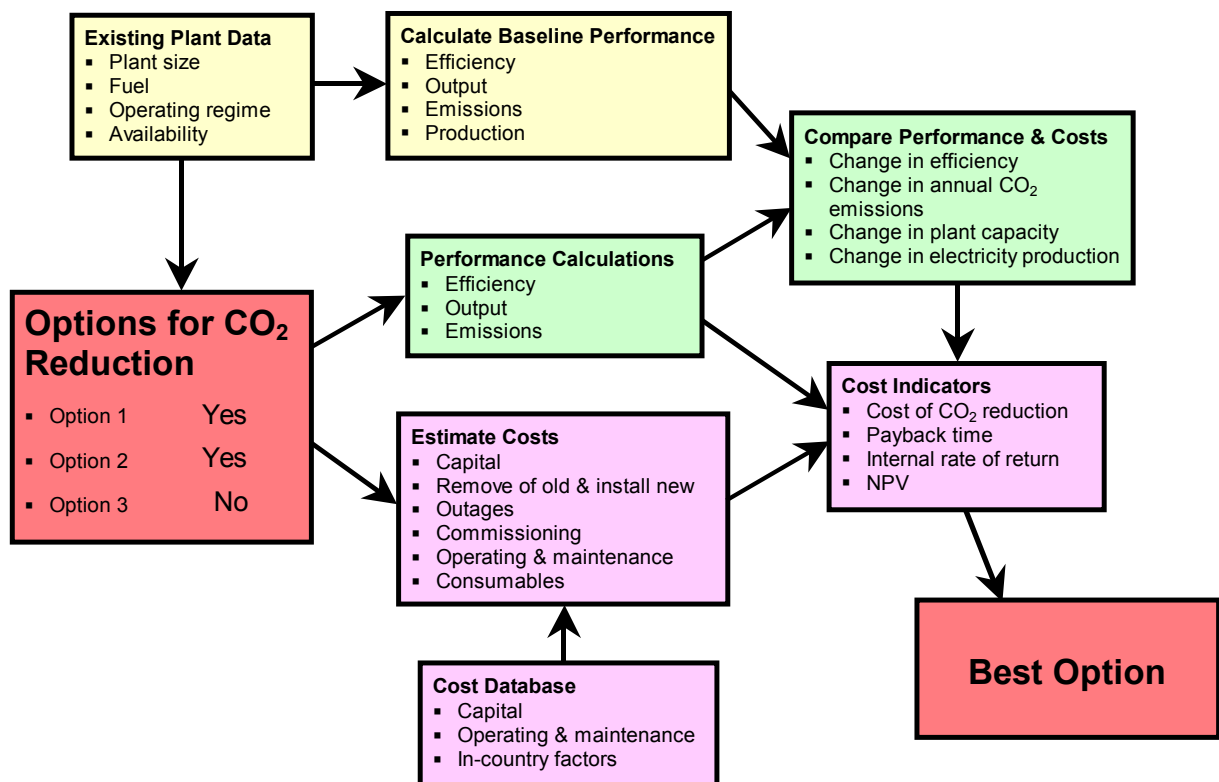 Existing Plant Data
▪ Plant size
▪ Fuel
▪ Operating regime
▪ Availability
Calculate Baseline Performance
▪ Efficiency
▪ Output
▪ Emissions
▪ Production
Compare Performance & Costs
▪ Change in efficiency
▪ Change in annual CO₂
emissions
▪ Change in plant capacity
▪ Change in electricity production
Performance Calculations
▪ Efficiency
▪ Output
▪ Emissions
Options for CO₂
Reduction
▪ Option 1 Yes
▪ Option 2 Yes
▪ Option 3 No
Estimate Costs
▪ Capital
▪ Remove of old & install new
▪ Outages
▪ Commissioning
▪ Operating & maintenance
▪ Consumables
Cost Indicators
▪ Cost of CO₂ reduction
▪ Payback time
▪ Internal rate of return
▪ NPV
Cost Database
▪ Capital
▪ Operating & maintenance
▪ In-country factors
Best Option